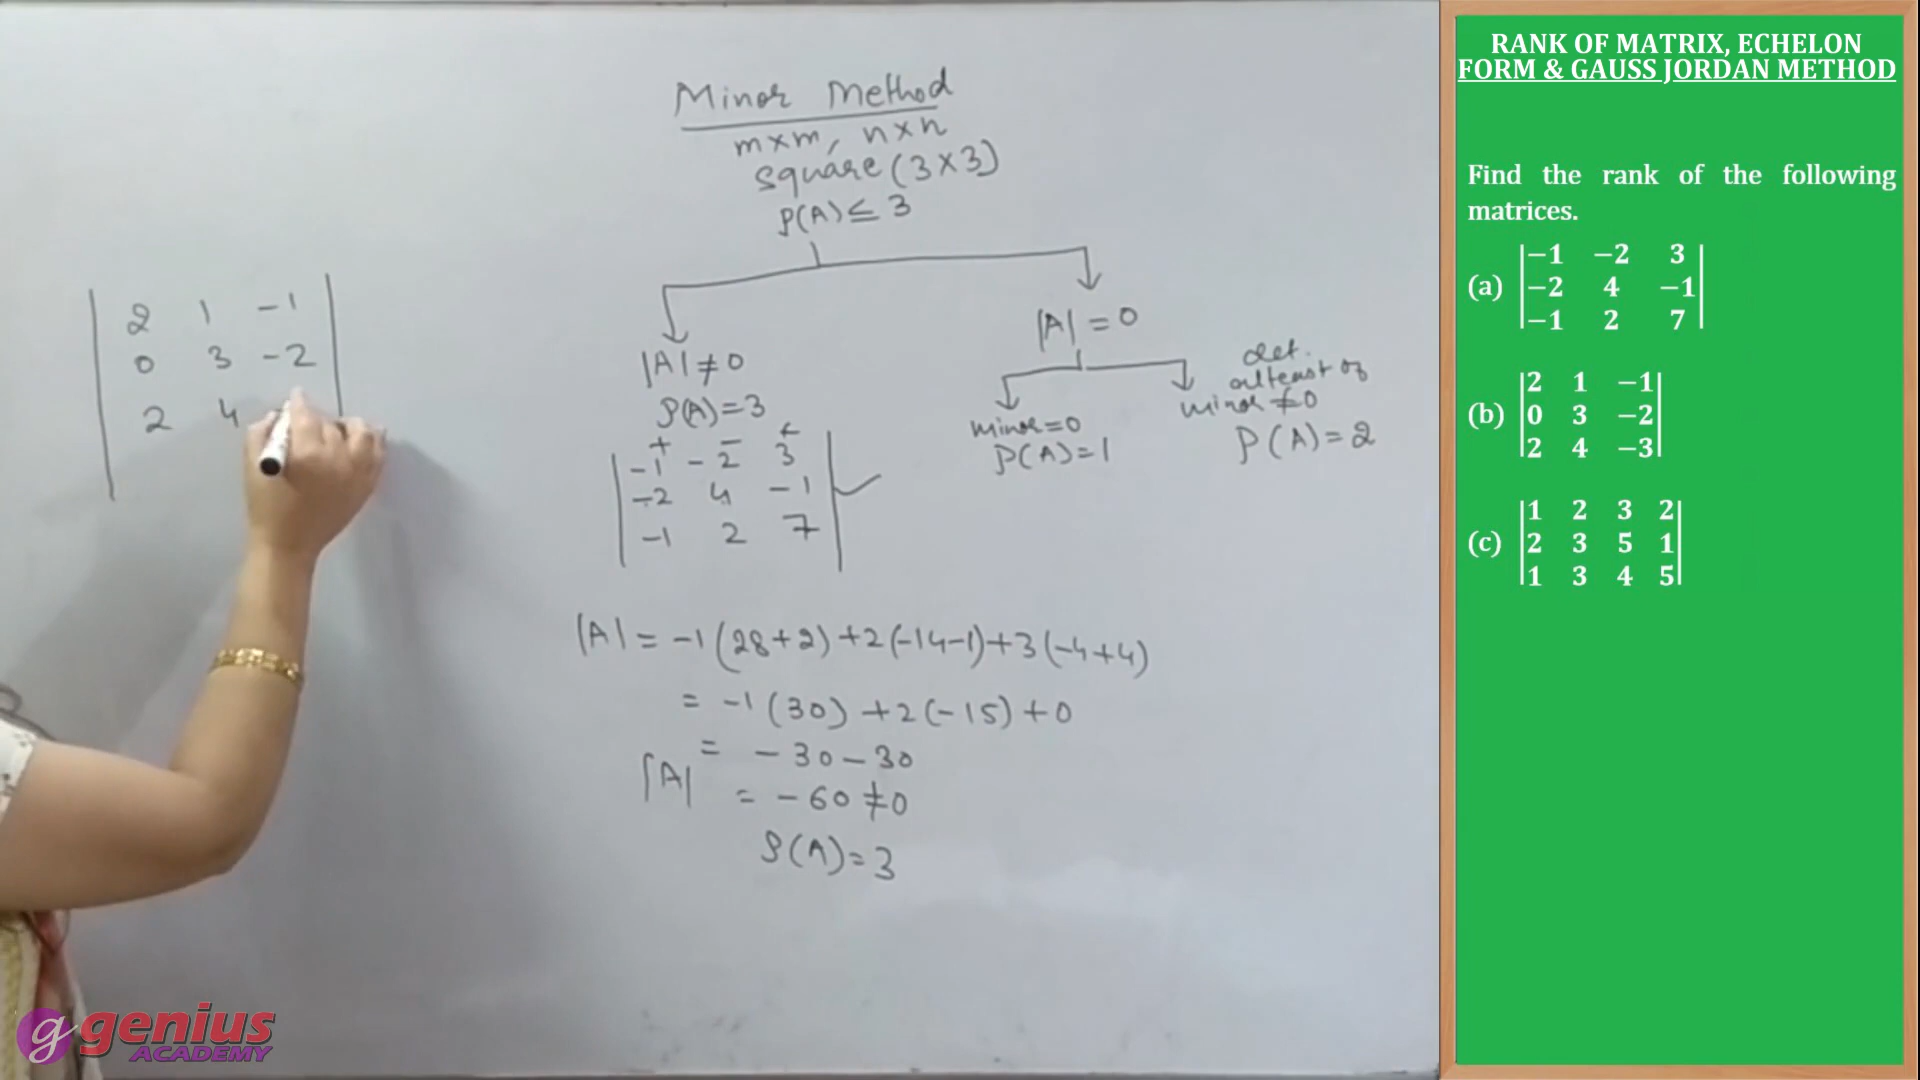 Minor Method
m×m, n×n
square (3×3)
ρ(A) ≤ 3
|A| ≠ 0
ρ(A) = 3
+ − +
-1 -2 3
-2 4 -1
-1 2 7
|A| = 0
minor = 0
ρ(A) = 1
det.
minor ≠ 0
ρ(A) = 2
2 1 -1
0 3 -2
2 4
|A| = -1(28+2)+2(-14-1)+3(-4+4)
= -1(30)+2(-15)+0
= -30-30
|A| = -60≠0
ρ(A)=3
genius
ACADEMY
RANK OF MATRIX, ECHELON
FORM & GAUSS JORDAN METHOD
Find the rank of the following
matrices.
(a) |−1 −2 3|
|−2 4 −1|
|−1 2 7|
(b) |2 1 −1|
|0 3 −2|
|2 4 −3|
(c) |1 2 3 2|
|2 3 5 1|
|1 3 4 5|